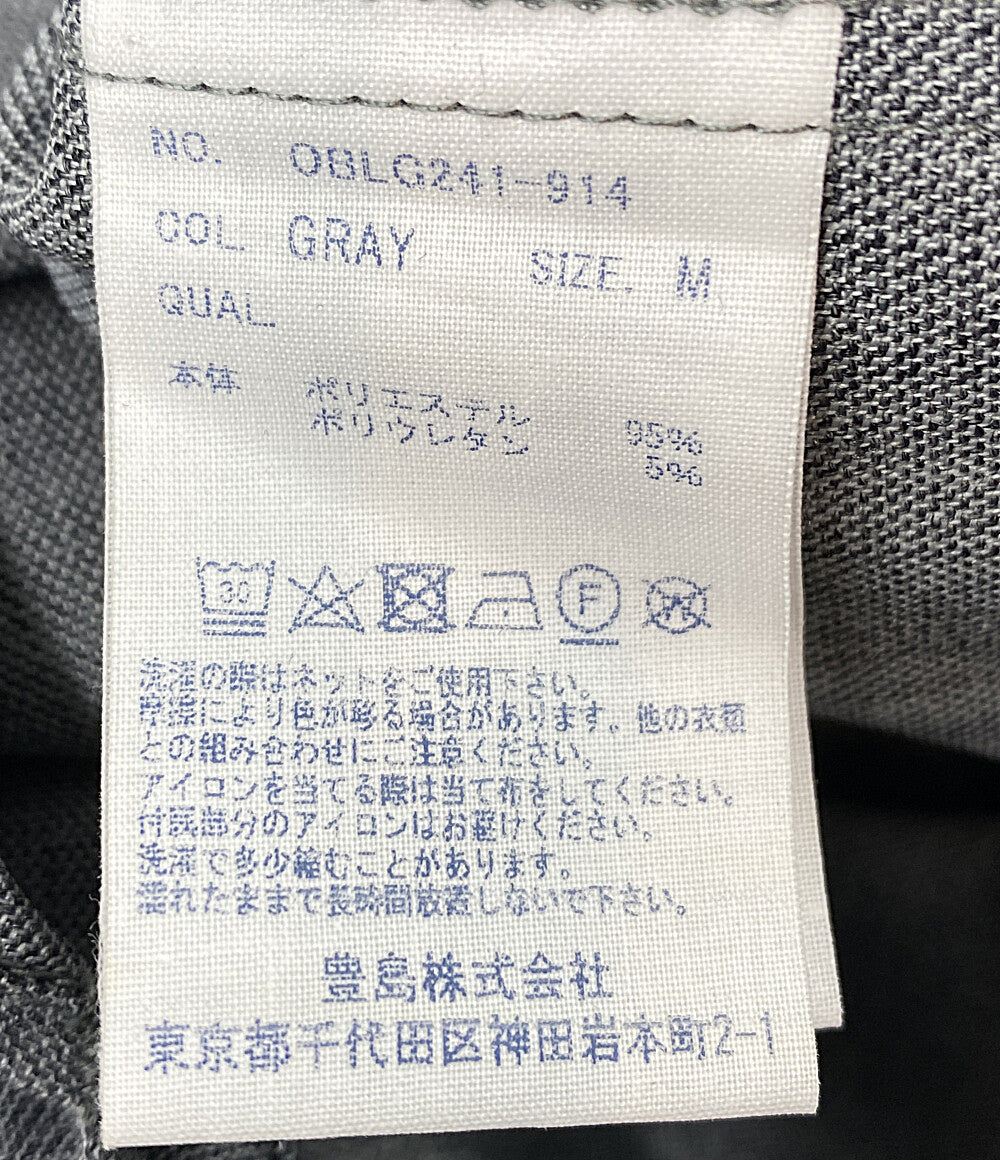 NO. OBLG241-914
COL. GRAY SIZE. M
QUAL.
本体 ポリエステル 95%
ポリウレタン 5%
30
F
洗濯の際はネットをご使用下さい。
摩擦により色が移る場合があります。他の衣類
との組み合わせにご注意ください。
アイロンを当てる際は当て布をしてください。
付属部分のアイロンはお避けください。
洗濯で多少縮むことがあります。
濡れたままで長時間放置しないで下さい。
豊島株式会社
東京都千代田区神田岩本町2-1